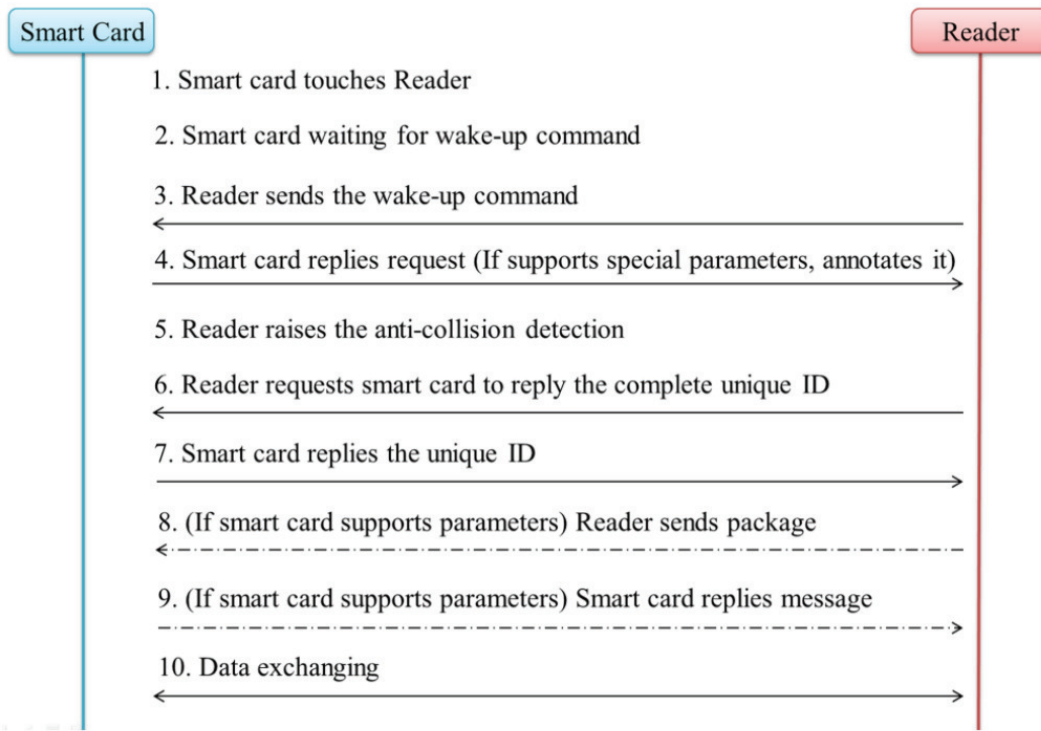 Smart Card
Reader
1. Smart card touches Reader
2. Smart card waiting for wake-up command
3. Reader sends the wake-up command
4. Smart card replies request (If supports special parameters, annotates it)
5. Reader raises the anti-collision detection
6. Reader requests smart card to reply the complete unique ID
7. Smart card replies the unique ID
8. (If smart card supports parameters) Reader sends package
9. (If smart card supports parameters) Smart card replies message
10. Data exchanging